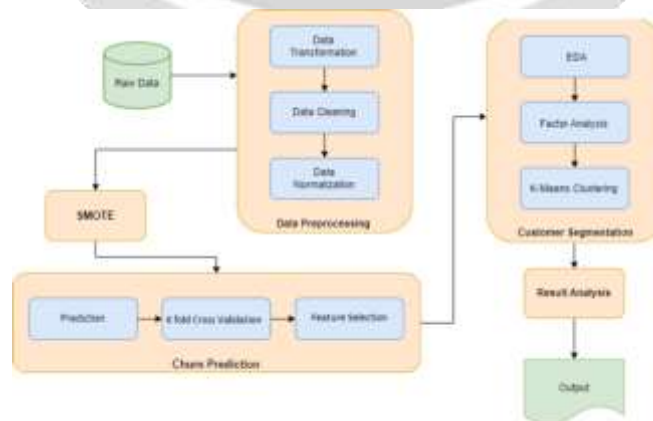 Raw Data
Data
Transformation
Data Cleaning
Data
Normalization
Data Preprocessing
SMOTE
Prediction
K fold Cross Validation
Feature Selection
Churn Prediction
EDA
Factor Analysis
K-Means Clustering
Customer Segmentation
Result Analysis
Output